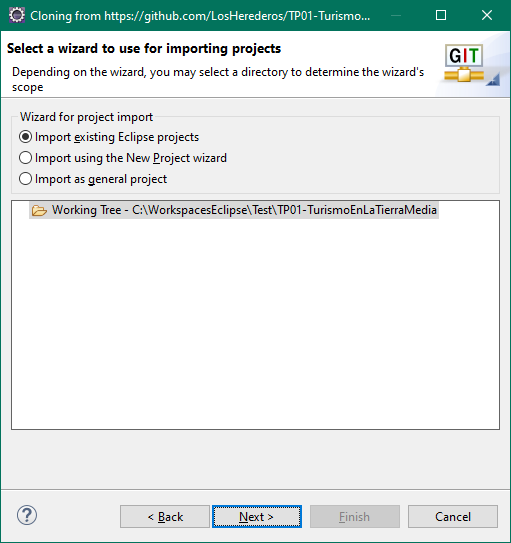 Cloning from https://github.com/LosHerederos/TP01-Turismo...
Select a wizard to use for importing projects
Depending on the wizard, you may select a directory to determine the wizard's
scope
GIT
Wizard for project import
Import existing Eclipse projects
Import using the New Project wizard
Import as general project
Working Tree - C:\WorkspacesEclipse\Test\TP01-TurismoEnLaTierraMedia
?
< Back
Next >
Finish
Cancel